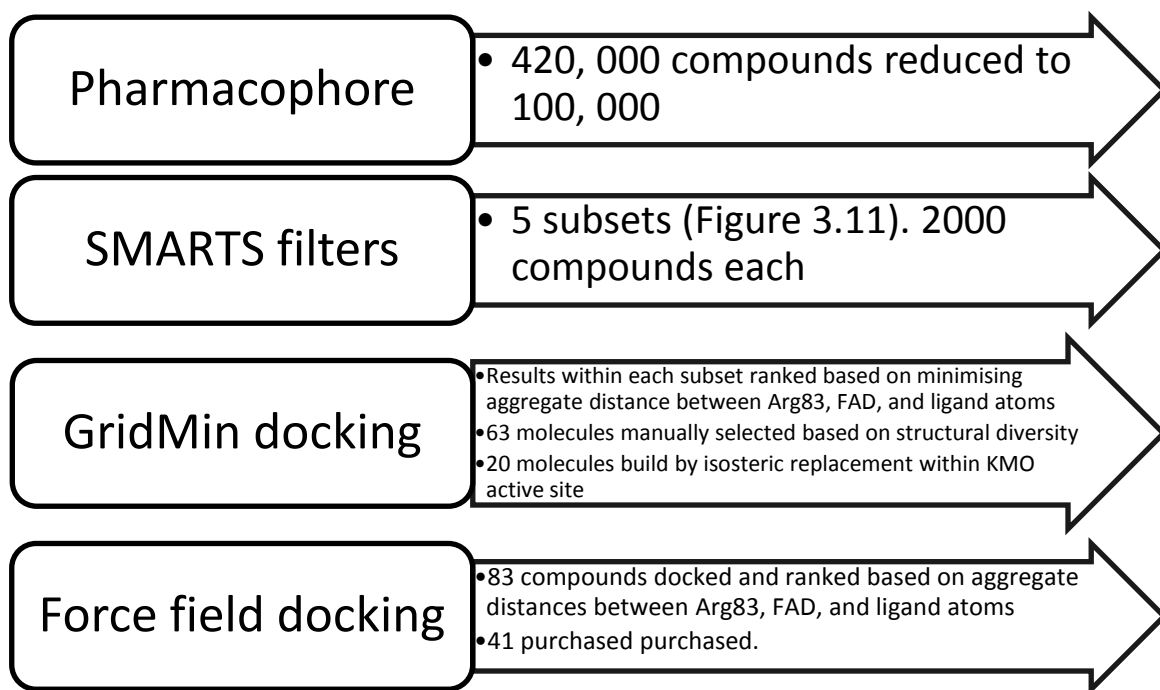 Pharmacophore
• 420, 000 compounds reduced to
100, 000
SMARTS filters
• 5 subsets (Figure 3.11). 2000
compounds each
GridMin docking
•Results within each subset ranked based on minimising
aggregate distance between Arg83, FAD, and ligand atoms
•63 molecules manually selected based on structural diversity
•20 molecules build by isosteric replacement within KMO
active site
Force field docking
•83 compounds docked and ranked based on aggregate
distances between Arg83, FAD, and ligand atoms
•41 purchased purchased.